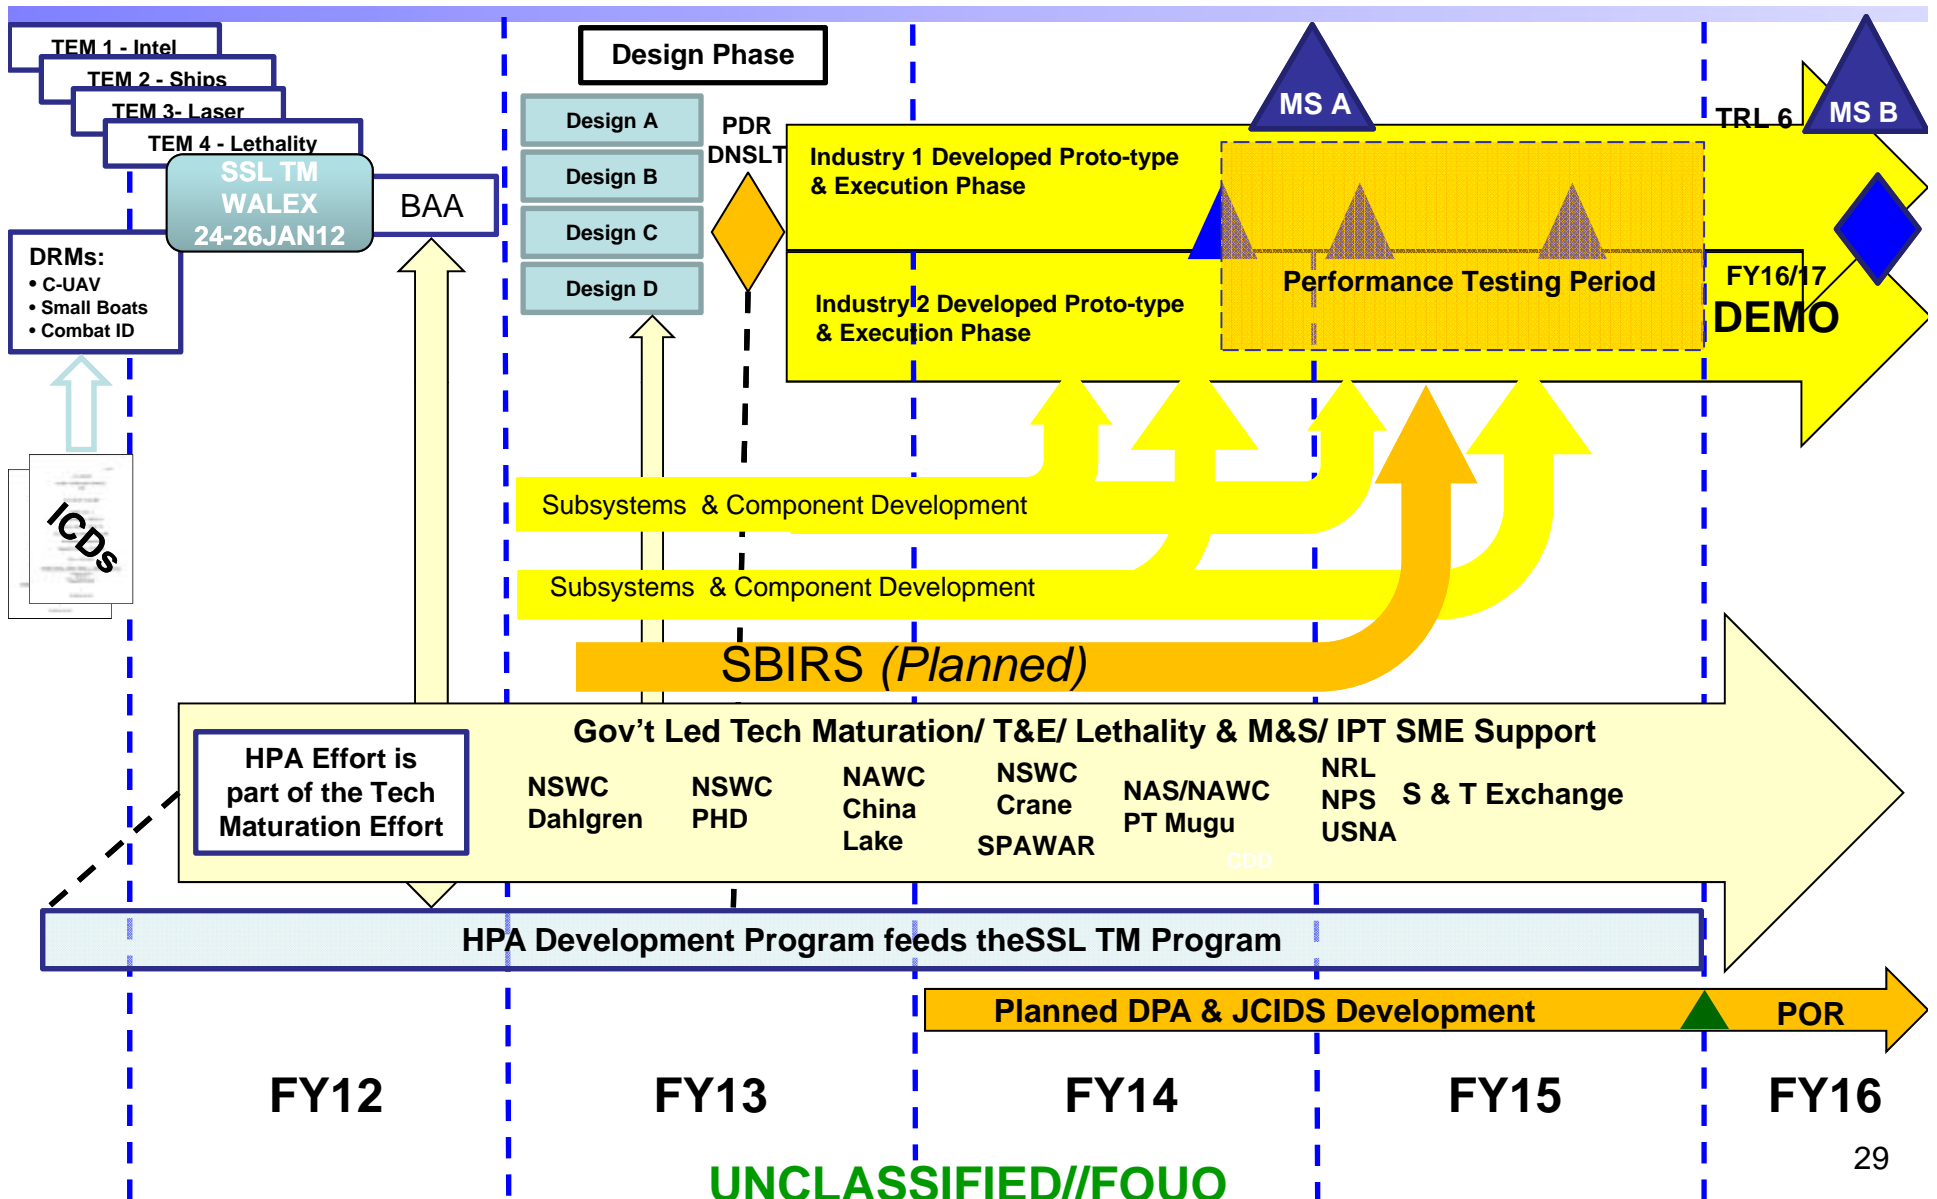 TEM 1 - Intel
TEM 2 - Ships
TEM 3- Laser
TEM 4 - Lethality
SSL TM
WALEX
24-26JAN12
BAA
DRMs:
• C-UAV
• Small Boats
• Combat ID
ICDs
Design Phase
Design A
Design B
Design C
Design D
PDR
DNSLT
Industry 1 Developed Proto-type
& Execution Phase
Industry 2 Developed Proto-type
& Execution Phase
MS A
Performance Testing Period
TRL 6
MS B
FY16/17
DEMO
Subsystems & Component Development
Subsystems & Component Development
SBIRS (Planned)
Gov't Led Tech Maturation/ T&E/ Lethality & M&S/ IPT SME Support
HPA Effort is
part of the Tech
Maturation Effort
NSWC
Dahlgren
NSWC
PHD
NAWC
China
Lake
NSWC
Crane
SPAWAR
NAS/NAWC
PT Mugu
CDD
NRL
NPS
USNA
S & T Exchange
HPA Development Program feeds theSSL TM Program
Planned DPA & JCIDS Development
POR
FY12
FY13
FY14
FY15
FY16
29
UNCLASSIFIED//FOUO